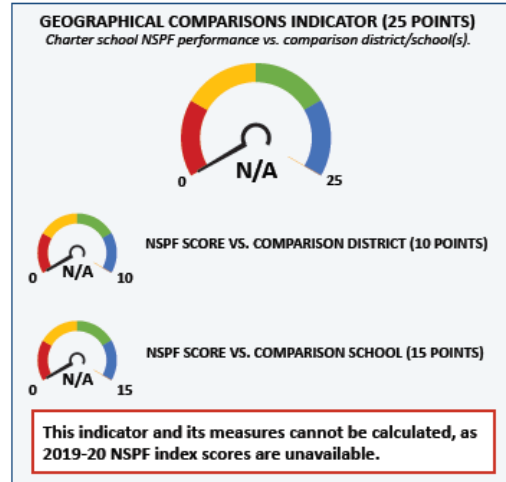 GEOGRAPHICAL COMPARISONS INDICATOR (25 POINTS)
Charter school NSPF performance vs. comparison district/school(s).
N/A
0 25
NSPF SCORE VS. COMPARISON DISTRICT (10 POINTS)
N/A
0 10
NSPF SCORE VS. COMPARISON SCHOOL (15 POINTS)
N/A
0 15
This indicator and its measures cannot be calculated, as
2019-20 NSPF index scores are unavailable.